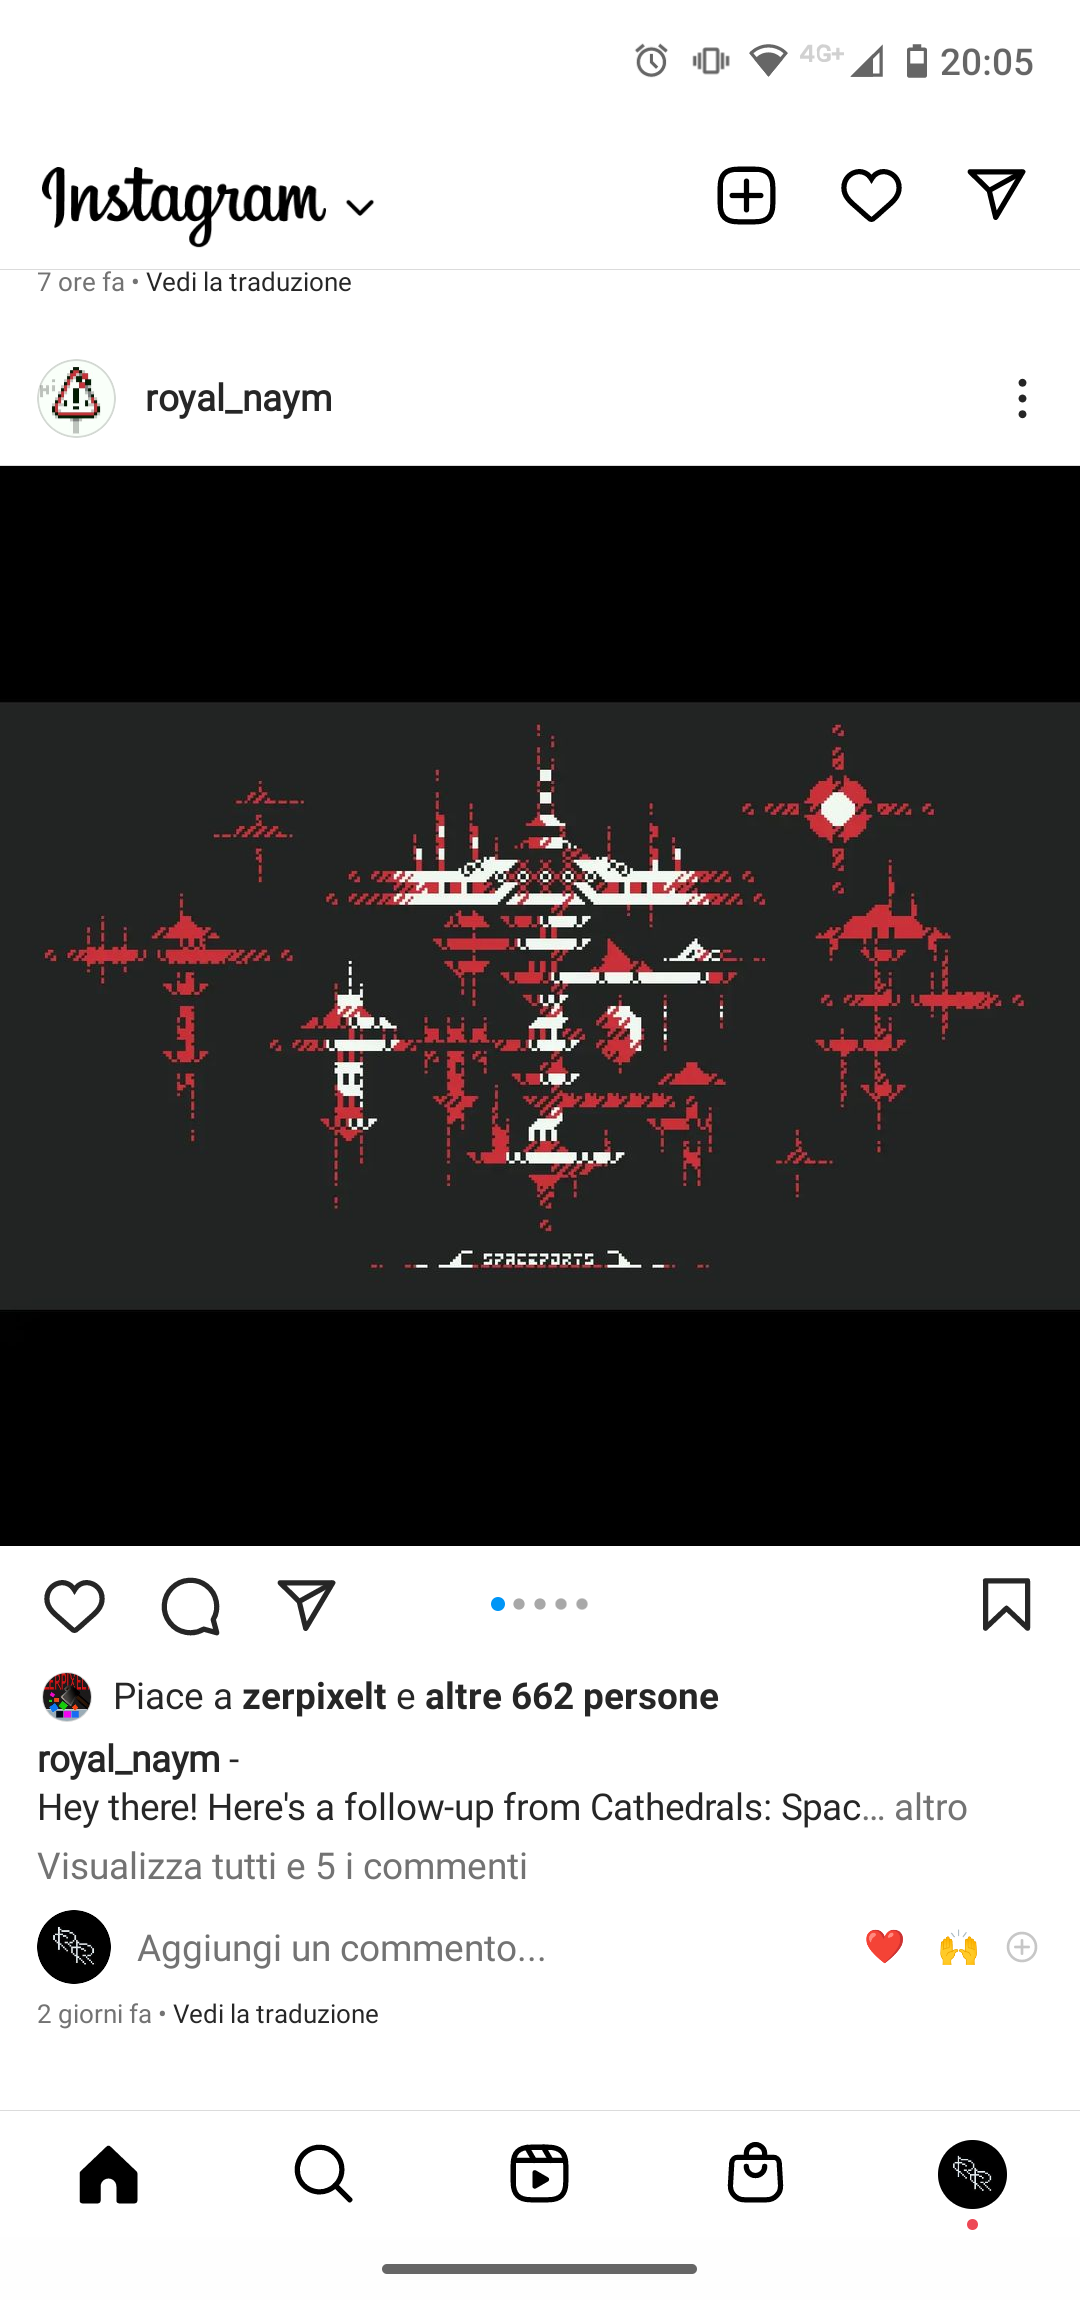 4G+ 20:05
Instagram
7 ore fa • Vedi la traduzione
Hi
royal_naym
SPACEPORTS
Piace a zerpixelt e altre 662 persone
royal_naym -
Hey there! Here's a follow-up from Cathedrals: Spac... altro
Visualizza tutti e 5 i commenti
Aggiungi un commento...
2 giorni fa • Vedi la traduzione